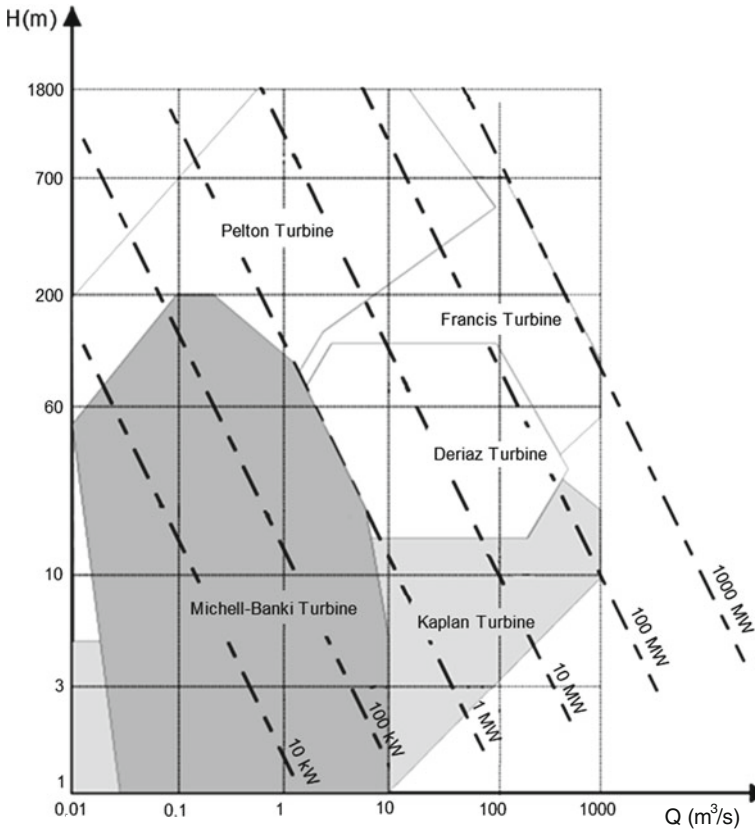 H(m)
1800
700
Pelton Turbine
200
Francis Turbine
60
Deriaz Turbine
10
Michell-Banki Turbine
Kaplan Turbine
1000 MW
100 MW
10 MW
1 MW
100 kW
10 kW
3
1
0.01 0.1 1 10 100 1000
Q (m³/s)